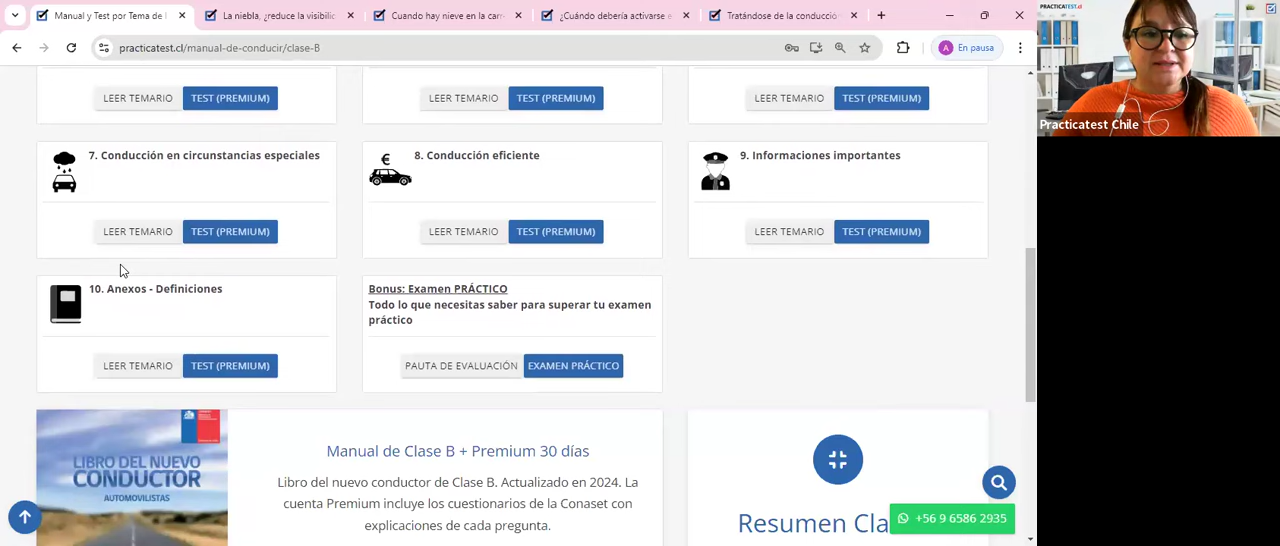 Manual y Test por Tema de l
La niebla, ¿reduce la visibilic
Cuando hay nieve en la carr
¿Cuándo debería activarse e
Tratándose de la conducció
practicatest.cl/manual-de-conducir/clase-B
A En pausa
PRACTICATEST.cl
Practicatest Chile
LEER TEMARIO TEST (PREMIUM)
LEER TEMARIO TEST (PREMIUM)
LEER TEMARIO TEST (PREMIUM)
7. Conducción en circunstancias especiales
LEER TEMARIO TEST (PREMIUM)
€
8. Conducción eficiente
LEER TEMARIO TEST (PREMIUM)
9. Informaciones importantes
LEER TEMARIO TEST (PREMIUM)
10. Anexos - Definiciones
LEER TEMARIO TEST (PREMIUM)
Bonus: Examen PRÁCTICO
Todo lo que necesitas saber para superar tu examen
práctico
PAUTA DE EVALUACIÓN EXAMEN PRÁCTICO
LIBRO DEL NUEVO
CONDUCTOR
AUTOMOVILISTAS
Manual de Clase B + Premium 30 días
Libro del nuevo conductor de Clase B. Actualizado en 2024. La
cuenta Premium incluye los cuestionarios de la Conaset con
explicaciones de cada pregunta.
Resumen Cla
+56 9 6586 2935